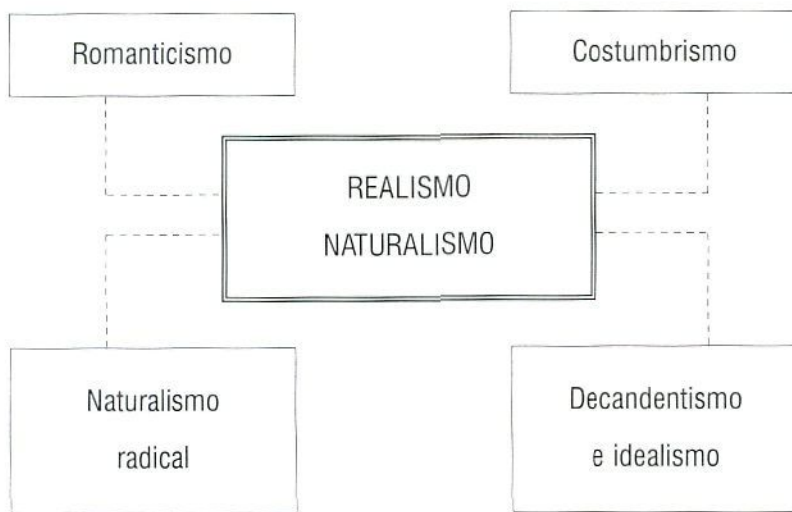 Romanticismo
Costumbrismo
REALISMO
NATURALISMO
Naturalismo
radical
Decandentismo
e idealismo